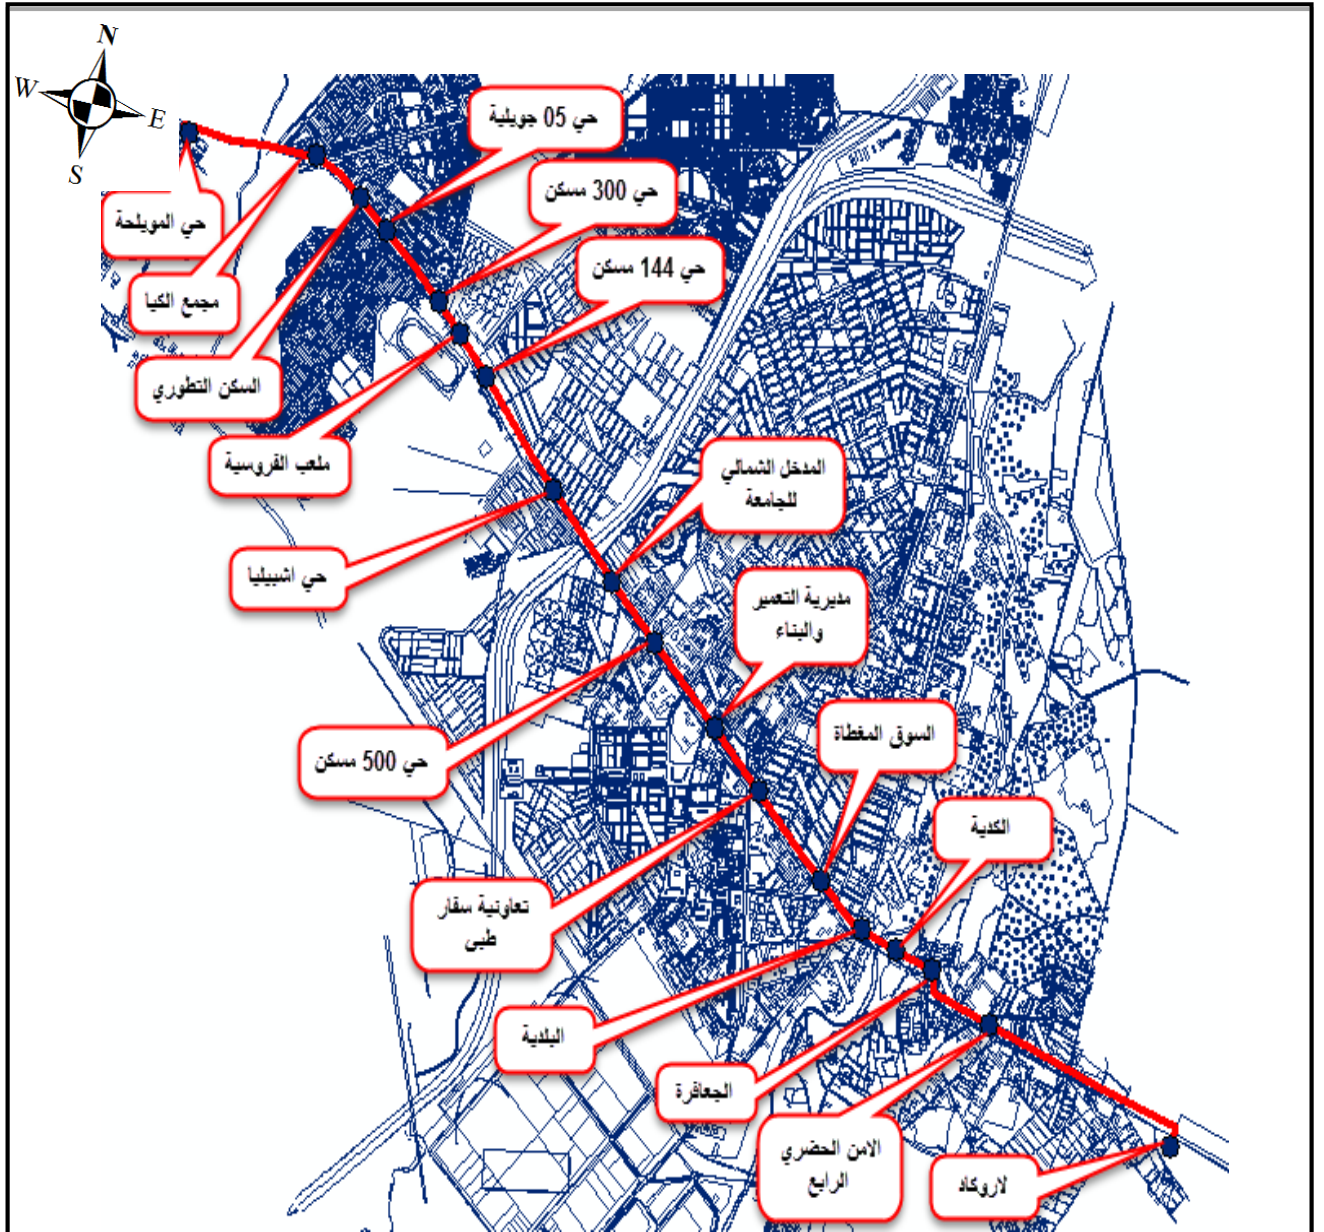 N
W
E
S
حي 05 جويلية
حي 300 مسكن
حي المويلحة
حي 144 مسكن
مجمع الكيا
السكن التطوري
ملعب الفروسية
المدخل الشمالي
للجامعة
حي اشبيليا
مديرية التعمير
والبناء
السوق المغطاة
حي 500 مسكن
الكدية
تعاونية سقار
طبي
البلدية
الجعافرة
الامن الحضري
الرابع
لاروكاد